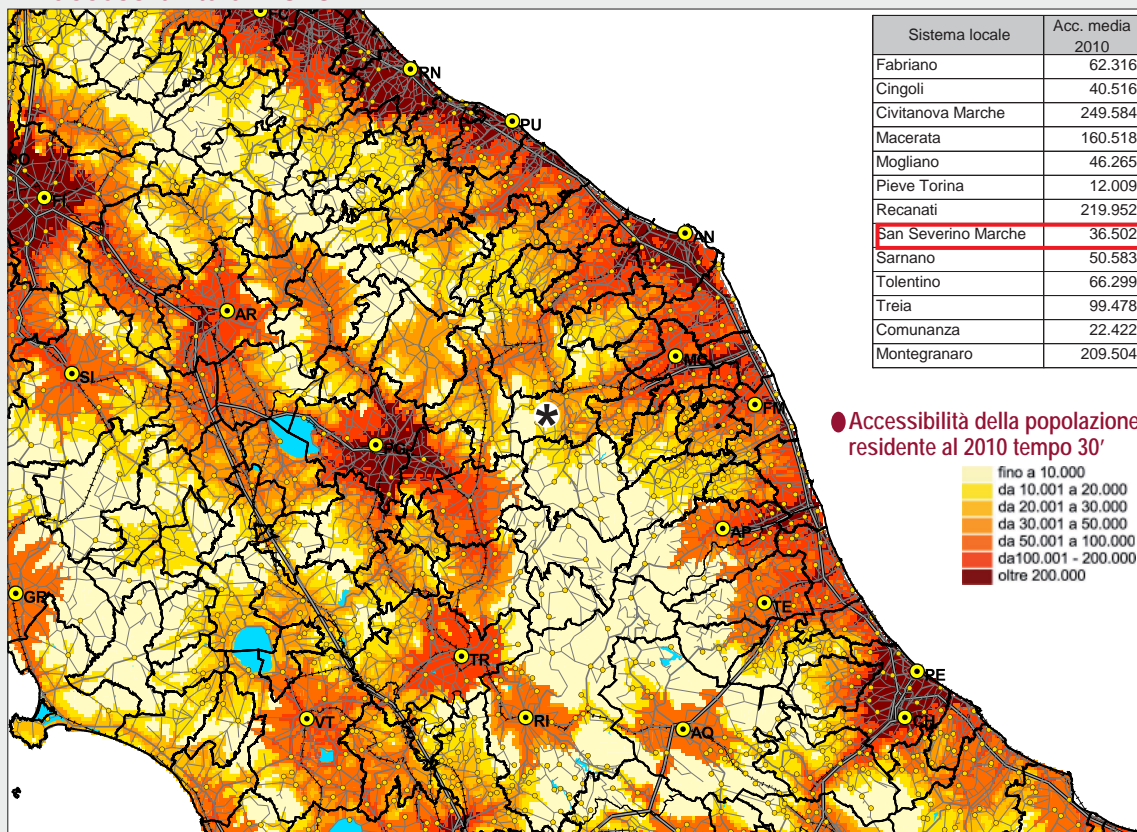 Sistema locale Acc. media 2010
Fabriano 62.316
Cingoli 40.516
Civitanova Marche 249.584
Macerata 160.518
Mogliano 46.265
Pieve Torina 12.009
Recanati 219.952
San Severino Marche 36.502
Sarnano 50.583
Tolentino 66.299
Treia 99.478
Comunanza 22.422
Montegranaro 209.504
Accessibilità della popolazione
residente al 2010 tempo 30'
fino a 10.000
da 10.001 a 20.000
da 20.001 a 30.000
da 30.001 a 50.000
da 50.001 a 100.000
da100.001 - 200.000
oltre 200.000
RN
PU
AN
FI
AR
SI
MC
FM
PG
AP
GR
TE
TR
PE
VT
RI
AQ
CH
*